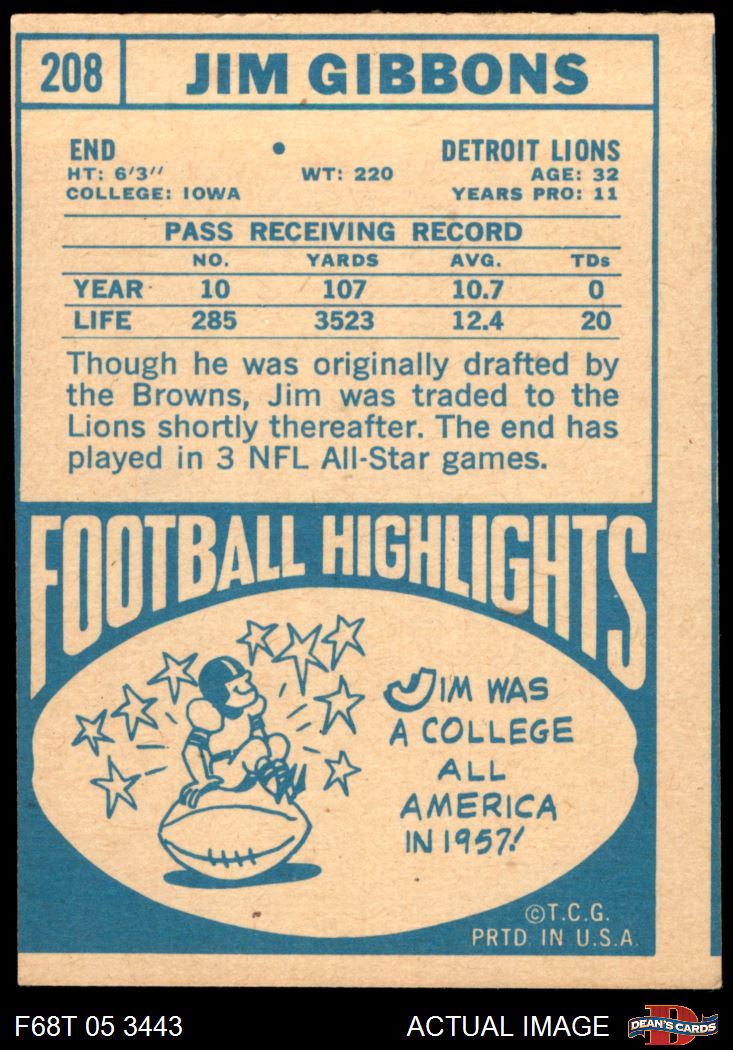 208 JIM GIBBONS
END • DETROIT LIONS
HT: 6'3" WT: 220 AGE: 32
COLLEGE: IOWA YEARS PRO: 11
PASS RECEIVING RECORD
NO. YARDS AVG. TDs
YEAR 10 107 10.7 0
LIFE 285 3523 12.4 20
Though he was originally drafted by
the Browns, Jim was traded to the
Lions shortly thereafter. The end has
played in 3 NFL All-Star games.
FOOTBALL HIGHLIGHTS
JIM WAS
A COLLEGE
ALL
AMERICA
IN 1957!
©T.C.G.
PRTD. IN U.S.A.
F68T 05 3443 ACTUAL IMAGE DEAN'S CARDS